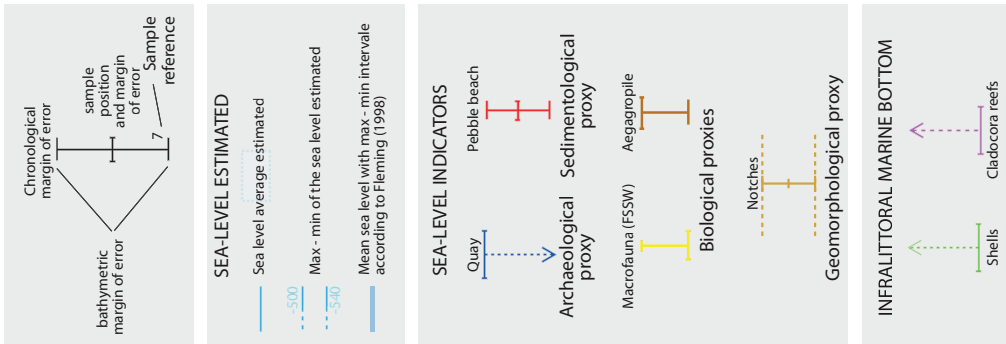 Chronological
margin of error
bathymetric
margin of error
sample
position
and margin
of error
7
Sample
reference
SEA-LEVEL ESTIMATED
Sea level average estimated
-500
Max - min of the sea level estimated
-540
Mean sea level with max - min intervale
according to Fleming (1998)
SEA-LEVEL INDICATORS
Quay
Pebble beach
Archaeological
proxy
Sedimentological
proxy
Macrofauna (FSSW)
Aegagropile
Biological proxies
Notches
Geomorphological proxy
INFRALITTORAL MARINE BOTTOM
Shells
Cladocora reefs